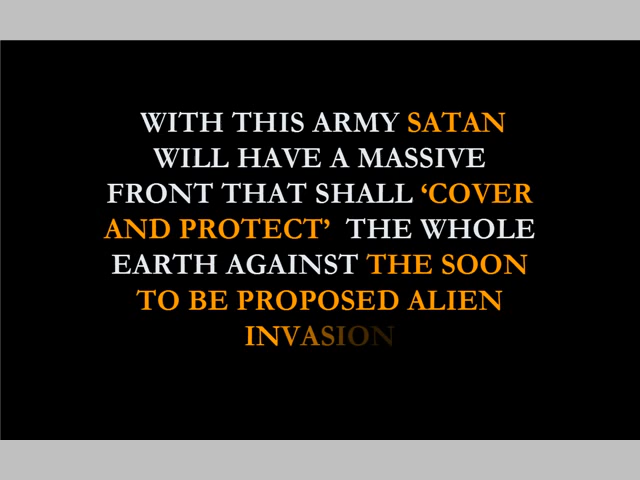 WITH THIS ARMY SATAN
WILL HAVE A MASSIVE
FRONT THAT SHALL ‘COVER
AND PROTECT’ THE WHOLE
EARTH AGAINST THE SOON
TO BE PROPOSED ALIEN
INVASION